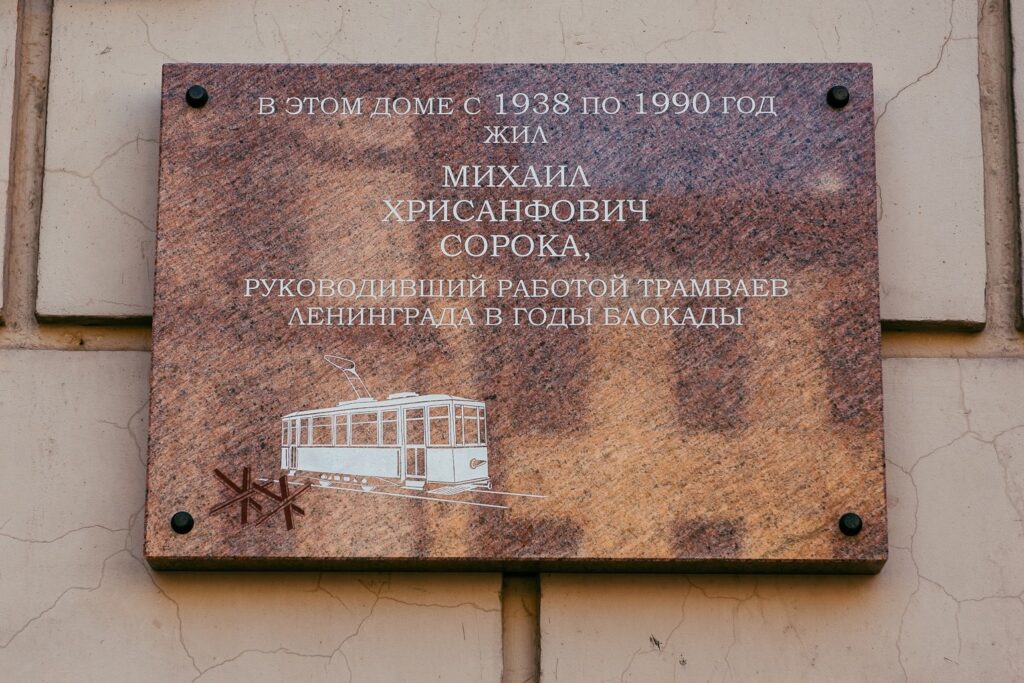 В ЭТОМ ДОМЕ С 1938 ПО 1990 ГОД
ЖИЛ
МИХАИЛ
ХРИСАНФОВИЧ
СОРОКА,
РУКОВОДИВШИЙ РАБОТОЙ ТРАМВАЕВ
ЛЕНИНГРАДА В ГОДЫ БЛОКАДЫ